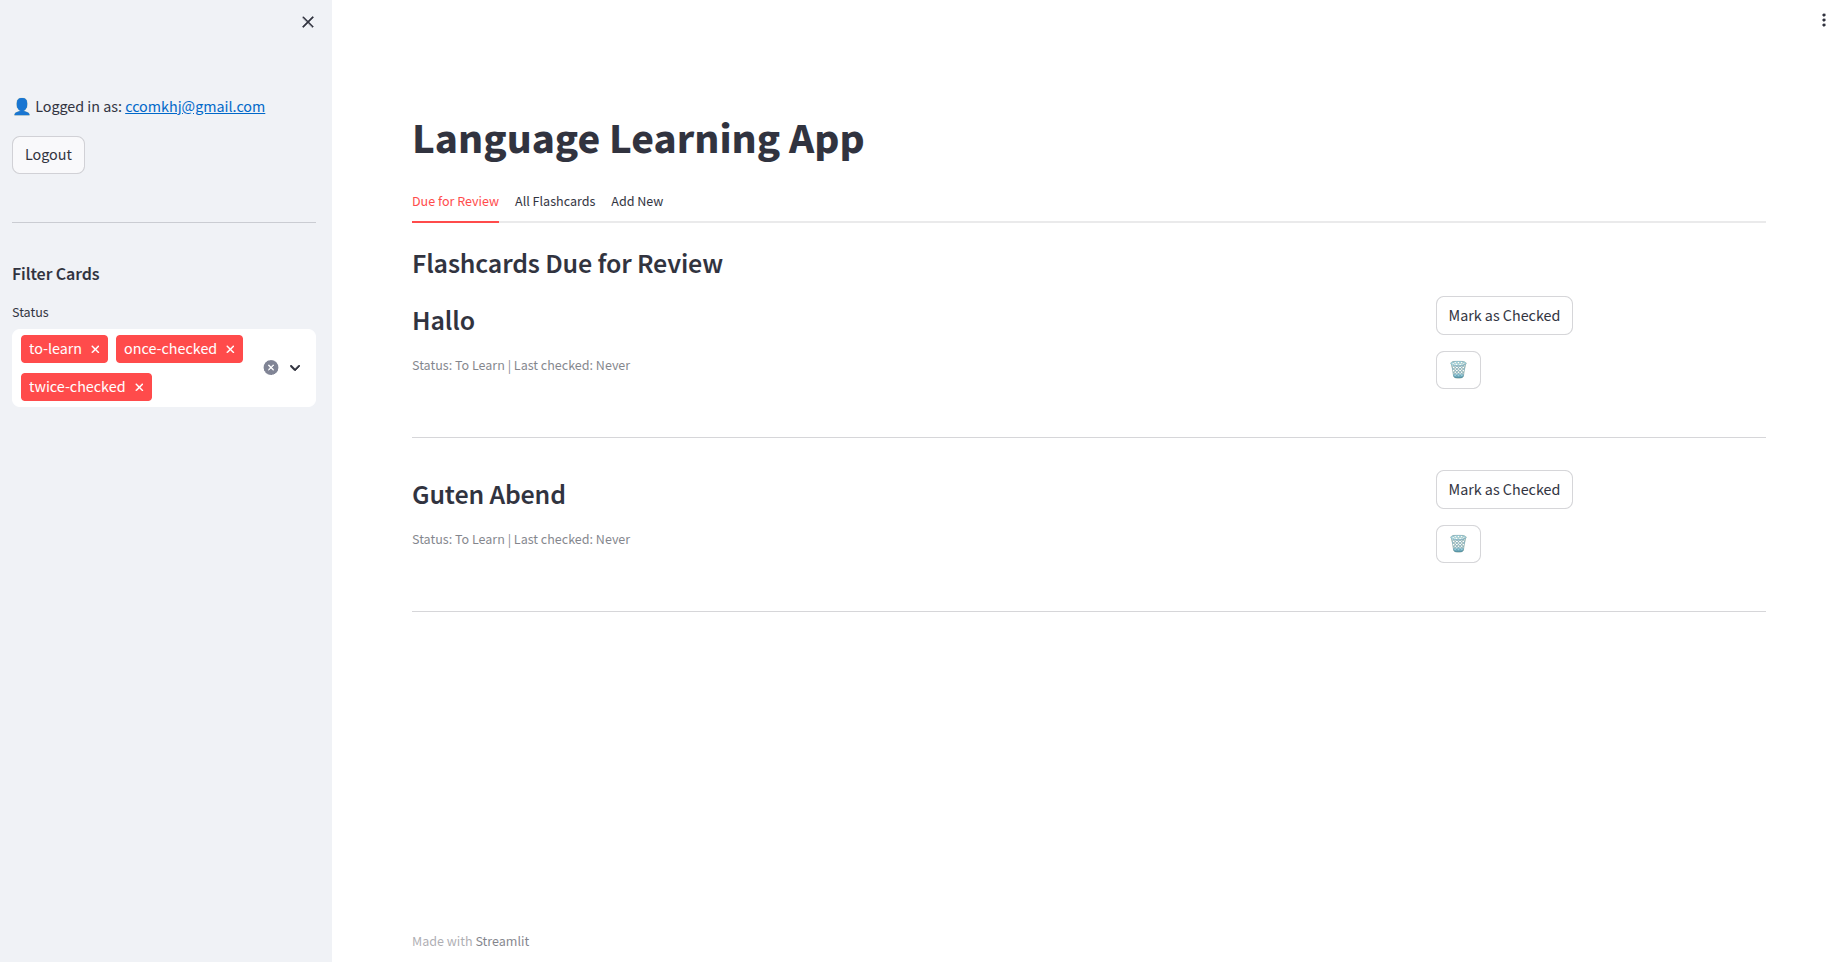 Logged in as: ccomkhj@gmail.com
Logout
Filter Cards
Status
to-learn
once-checked
twice-checked
Language Learning App
Due for Review
All Flashcards
Add New
Flashcards Due for Review
Hallo
Mark as Checked
Status: To Learn | Last checked: Never
Guten Abend
Mark as Checked
Status: To Learn | Last checked: Never
Made with Streamlit